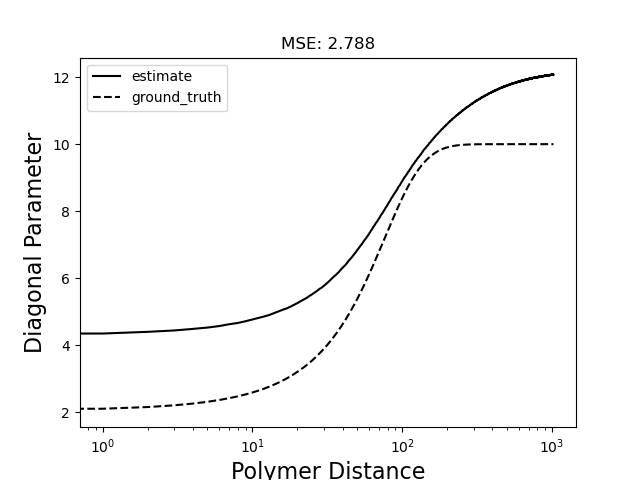 MSE: 2.788
estimate
ground_truth
12
10
8
6
4
2
Diagonal Parameter
10⁰
10¹
10²
10³
Polymer Distance